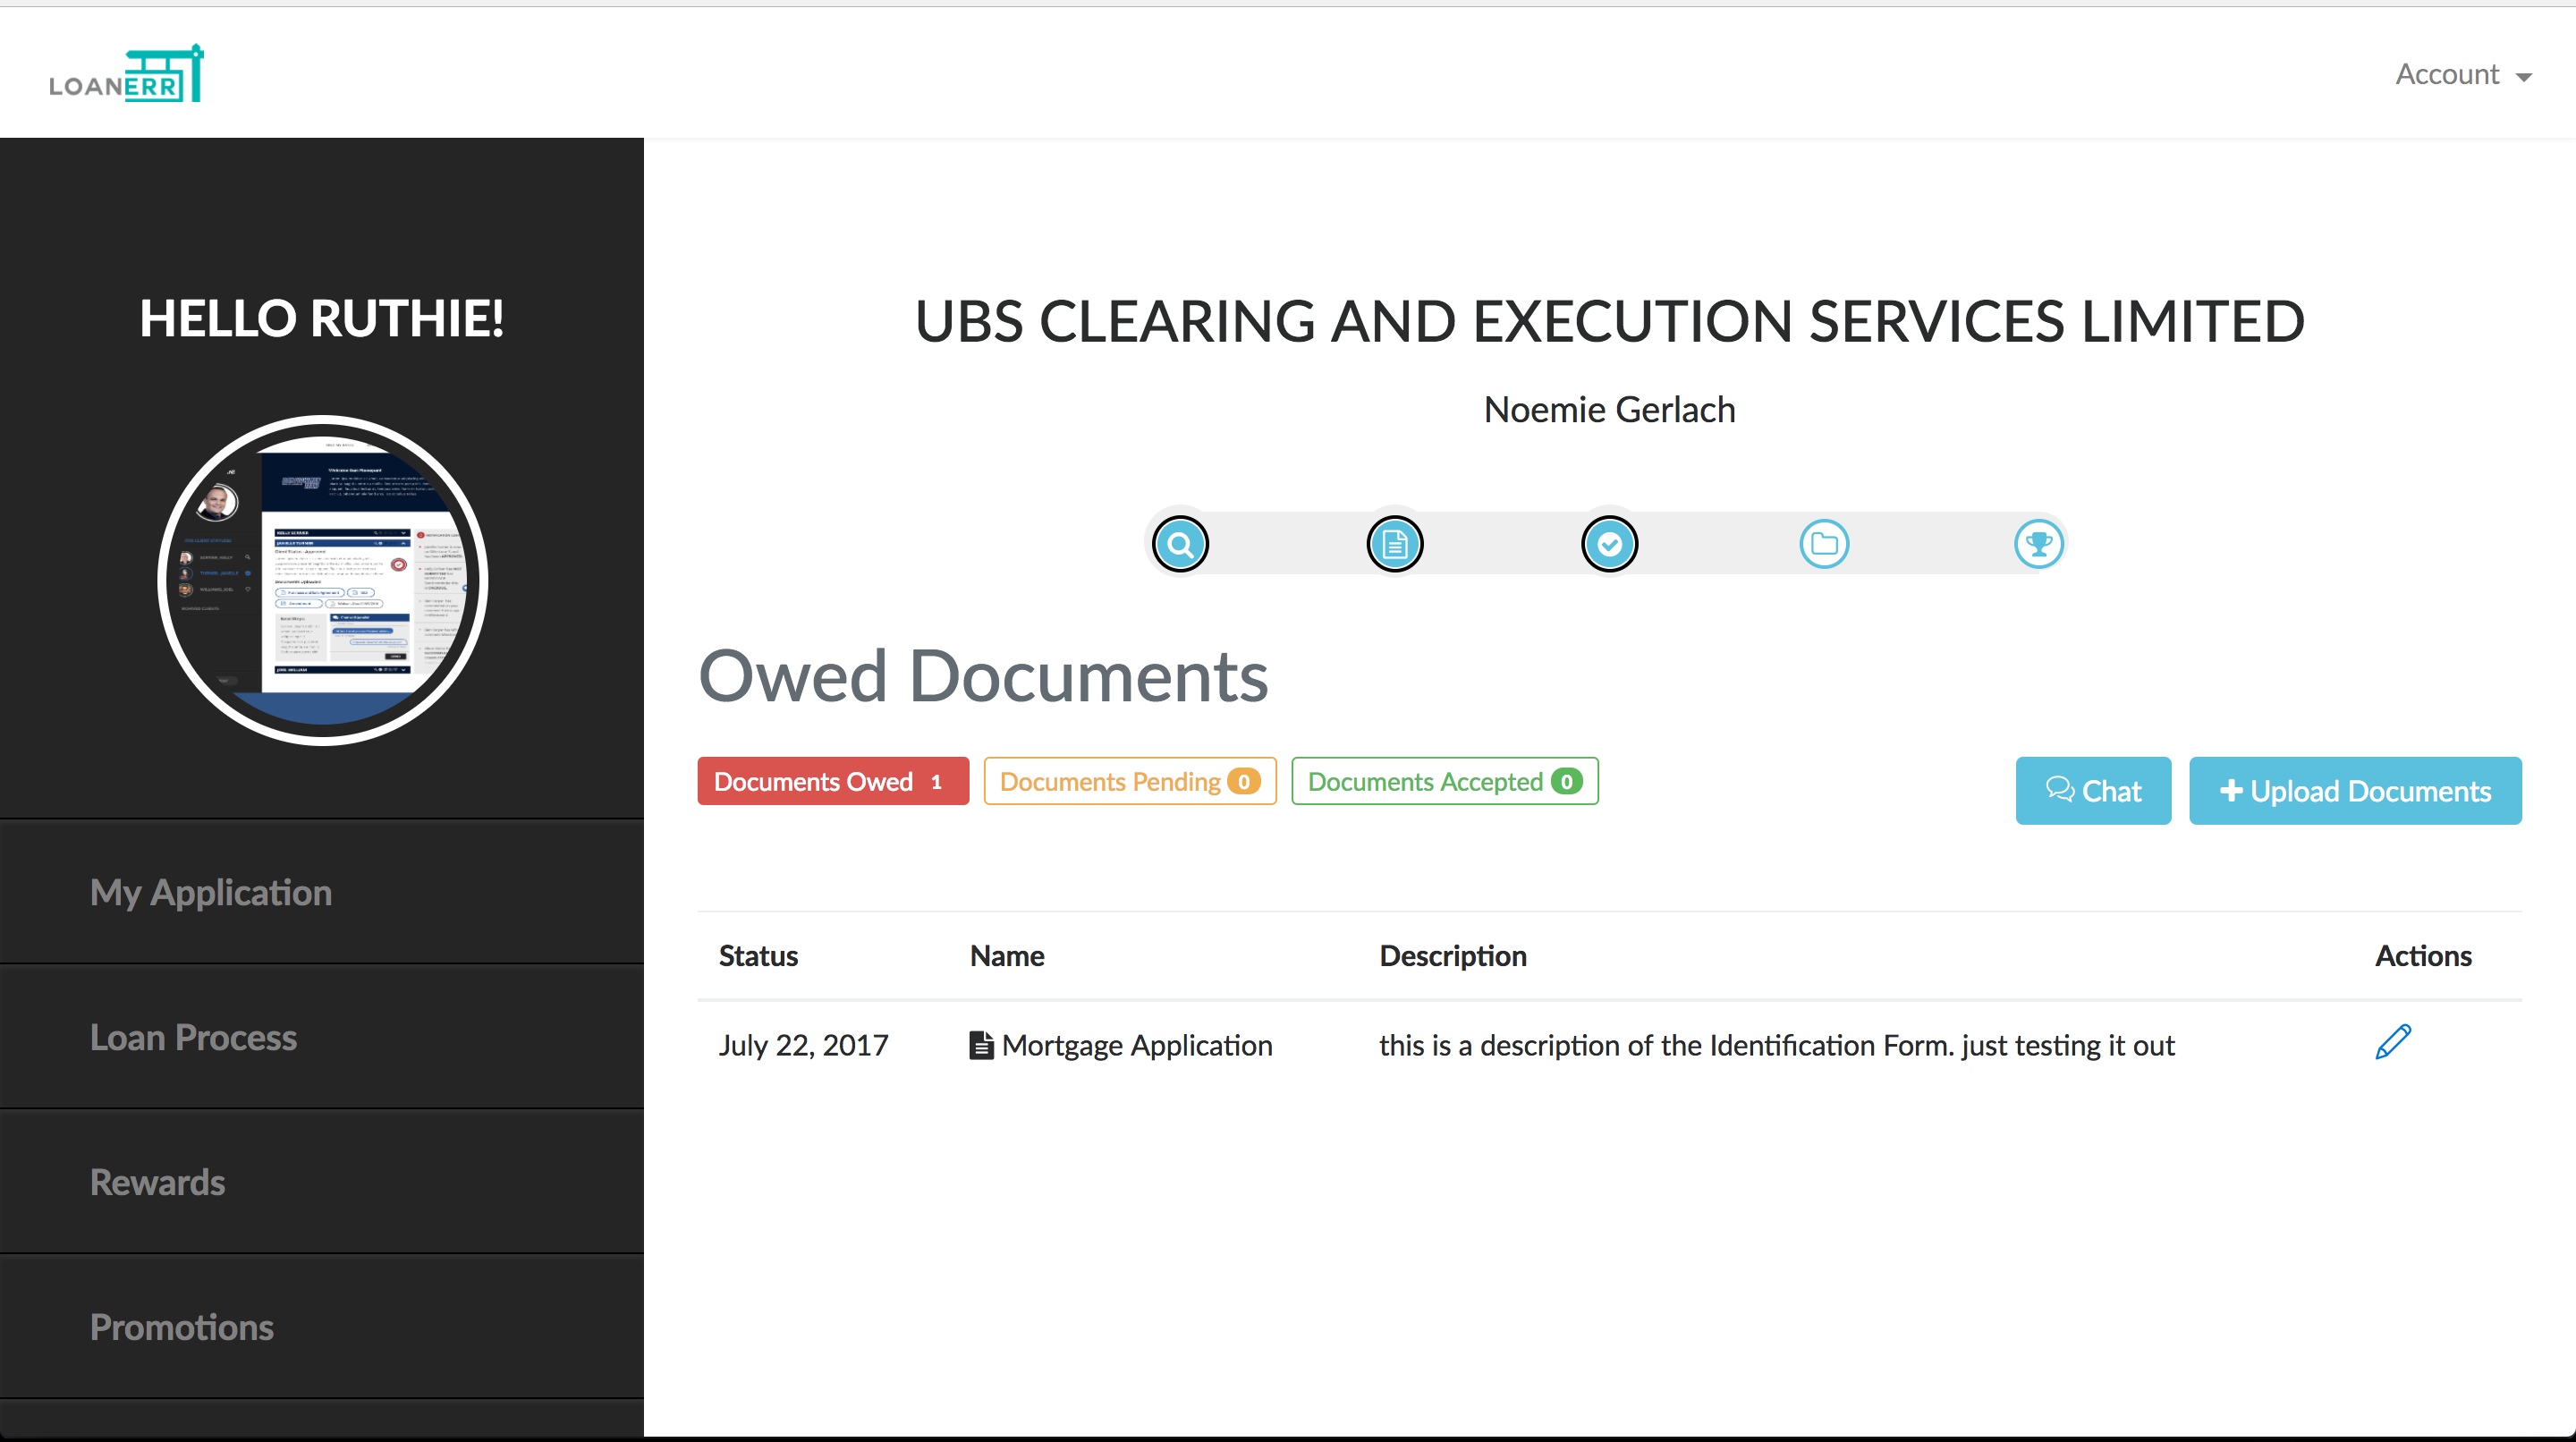 LOANERR
Account
HELLO RUTHIE!
My Application
Loan Process
Rewards
Promotions
UBS CLEARING AND EXECUTION SERVICES LIMITED
Noemie Gerlach
Owed Documents
Documents Owed 1
Documents Pending 0
Documents Accepted 0
Chat
Upload Documents
Status Name Description Actions
July 22, 2017 Mortgage Application this is a description of the Identification Form. just testing it out